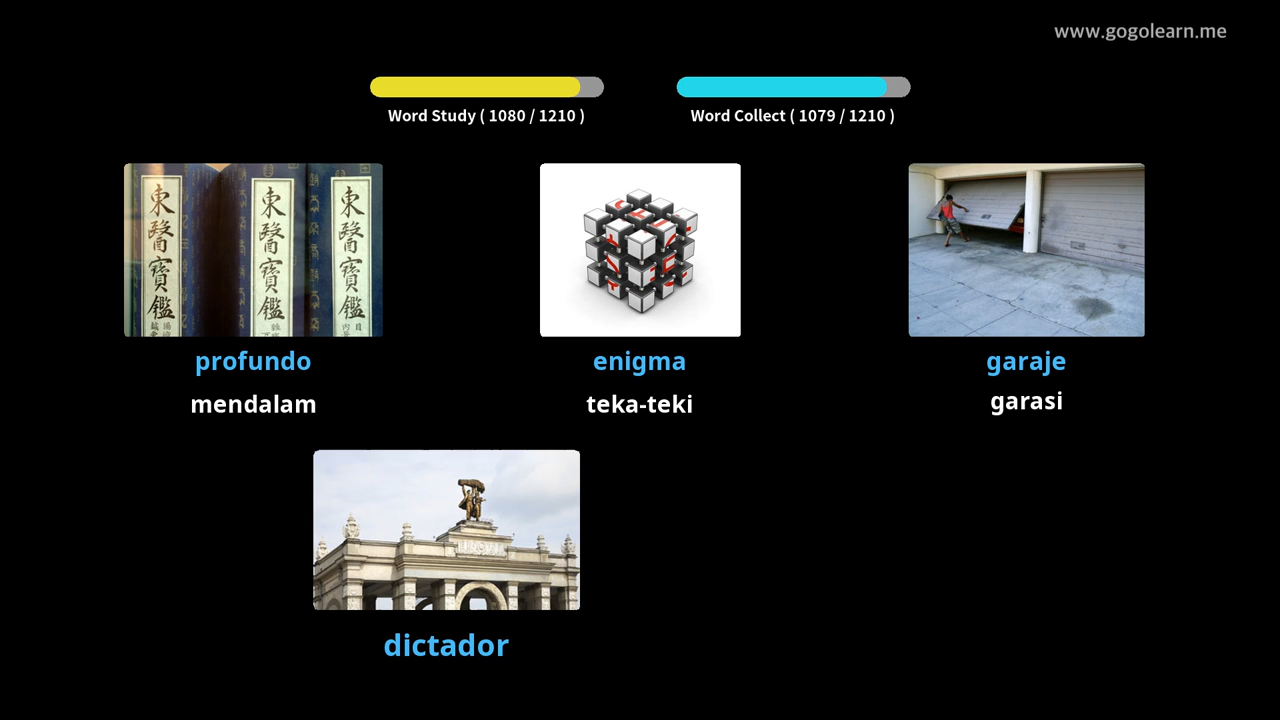 www.gogolearn.me
Word Study ( 1080 / 1210 )
Word Collect ( 1079 / 1210 )
東醫寶鑑
東醫寶鑑
東醫寶鑑
profundo
enigma
garaje
mendalam
teka-teki
garasi
dictador